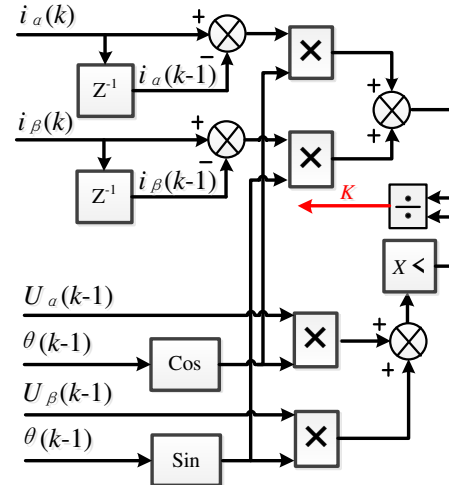 i α(k)
+
−
Z⁻¹
i α(k-1)
×
+
+
i β(k)
+
−
Z⁻¹
i β(k-1)
×
K
÷
X <
U α(k-1)
θ(k-1)
Cos
×
+
+
U β(k-1)
θ(k-1)
Sin
×